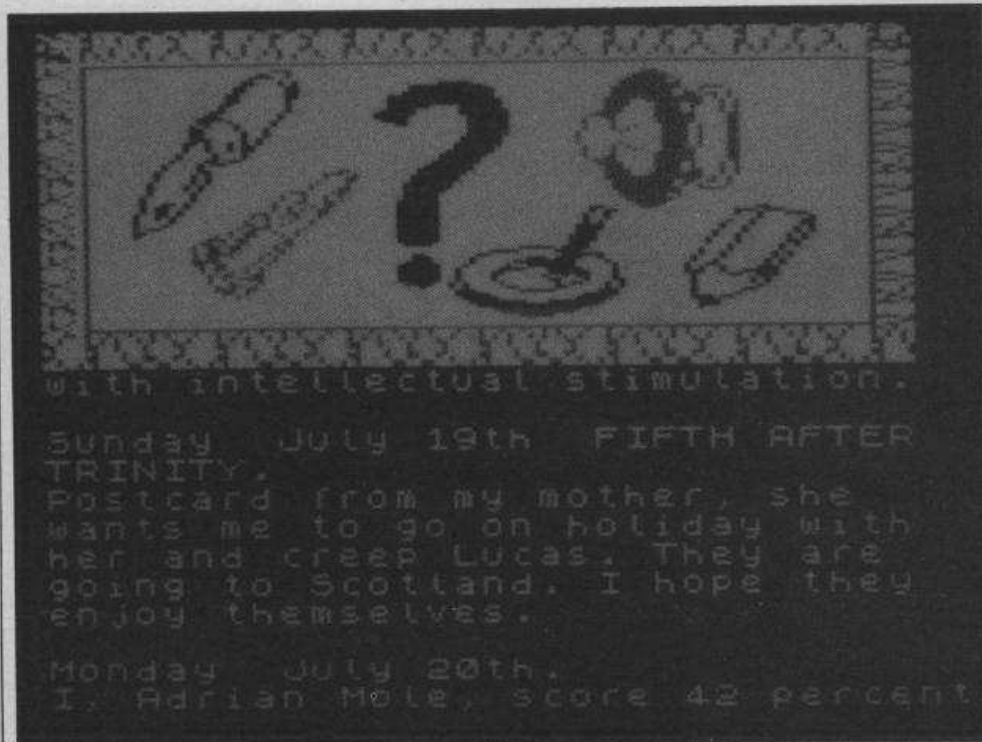 with intellectual stimulation.
Sunday July 19th FIFTH AFTER
TRINITY.
Postcard from my mother, she
wants me to go on holiday with
her and creep Lucas. They are
going to Scotland. I hope they
enjoy themselves.
Monday July 20th.
I, Adrian Mole, score 42 percent